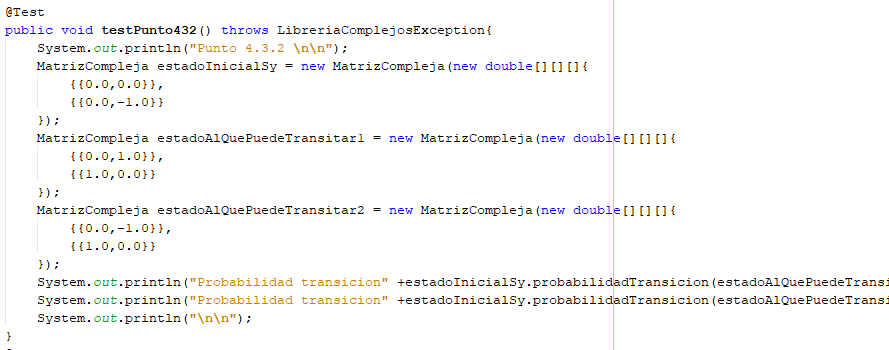 @Test
public void testPunto432() throws LibreriaComplejosException{
    System.out.println("Punto 4.3.2 \n\n");
    MatrizCompleja estadoInicialSy = new MatrizCompleja(new double[][][]{
        {{0.0,0.0}},
        {{0.0,-1.0}}
    });
    MatrizCompleja estadoAlQuePuedeTransitar1 = new MatrizCompleja(new double[][][]{
        {{0.0,1.0}},
        {{1.0,0.0}}
    });
    MatrizCompleja estadoAlQuePuedeTransitar2 = new MatrizCompleja(new double[][][]{
        {{0.0,-1.0}},
        {{1.0,0.0}}
    });
    System.out.println("Probabilidad transicion" +estadoInicialSy.probabilidadTransicion(estadoAlQuePuedeTransi
    System.out.println("Probabilidad transicion" +estadoInicialSy.probabilidadTransicion(estadoAlQuePuedeTransi
    System.out.println("\n\n");
}